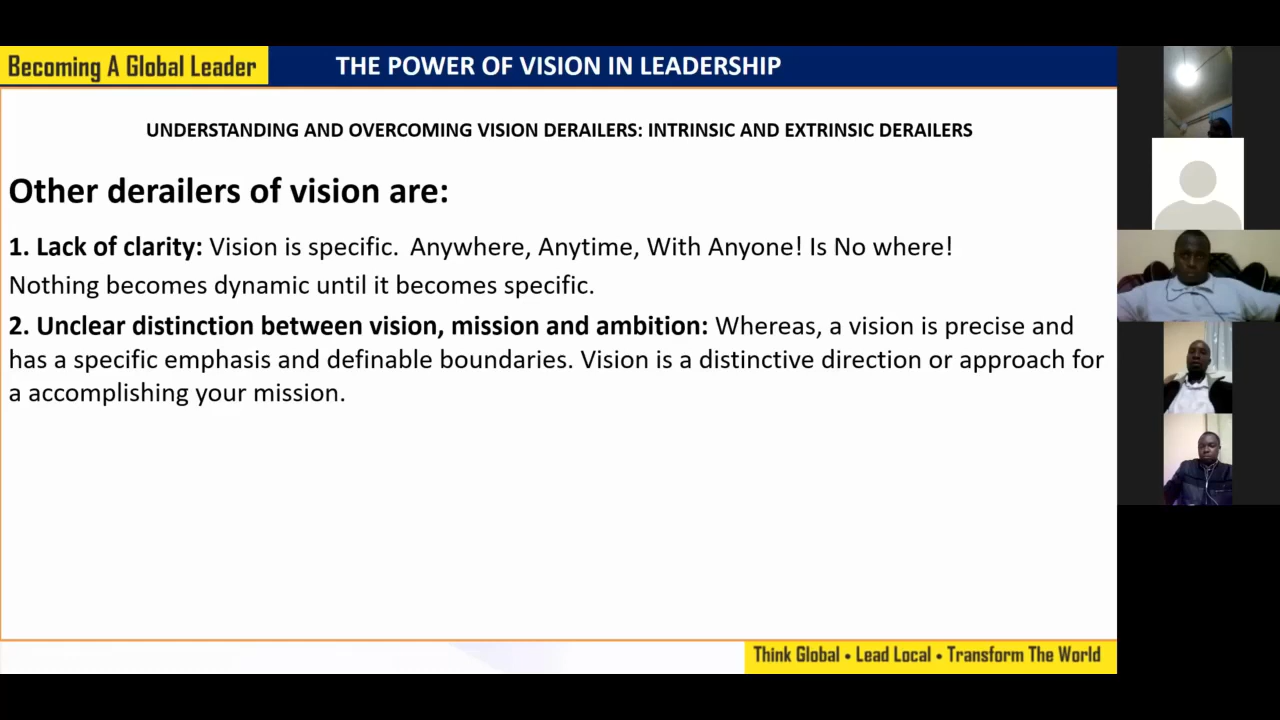 Becoming A Global Leader
THE POWER OF VISION IN LEADERSHIP
UNDERSTANDING AND OVERCOMING VISION DERAILERS: INTRINSIC AND EXTRINSIC DERAILERS
Other derailers of vision are:
1. Lack of clarity: Vision is specific.  Anywhere, Anytime, With Anyone! Is No where!
Nothing becomes dynamic until it becomes specific.
2. Unclear distinction between vision, mission and ambition: Whereas, a vision is precise and
has a specific emphasis and definable boundaries. Vision is a distinctive direction or approach for
a accomplishing your mission.
Think Global • Lead Local • Transform The World